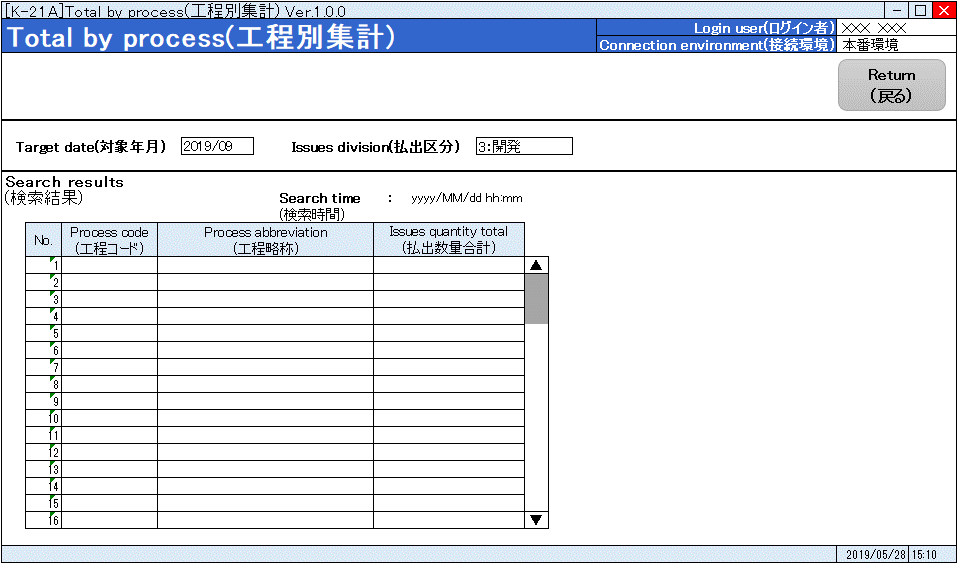 [K-21A]Total by process(工程別集計) Ver.1.0.0
Total by process(工程別集計)
Login user(ログイン者) ××× ×××
Connection environment(接続環境) 本番環境
Return
(戻る)
Target date(対象年月) 2019/09 Issues division(払出区分) 3:開発
Search results
(検索結果)
Search time : yyyy/MM/dd hh:mm
(検索時間)
No. Process code Process abbreviation Issues quantity total
(工程コード) (工程略称) (払出数量合計)
1
2
3
4
5
6
7
8
9
10
11
12
13
14
15
16
2019/05/28 15:10